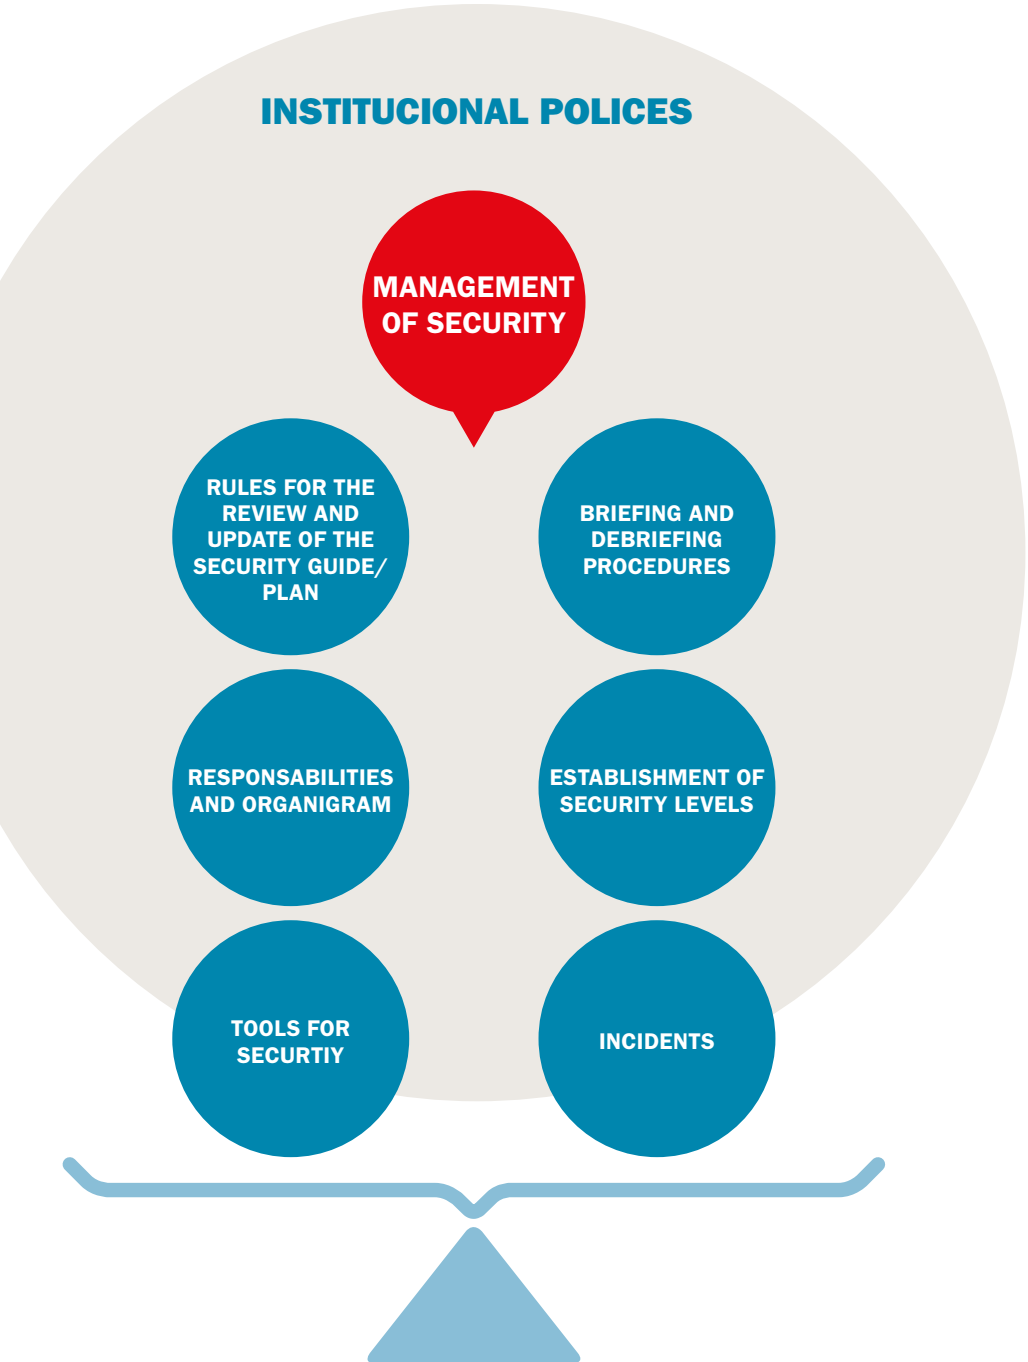 INSTITUCIONAL POLICES
MANAGEMENT
OF SECURITY
RULES FOR THE
REVIEW AND
UPDATE OF THE
SECURITY GUIDE/
PLAN
BRIEFING AND
DEBRIEFING
PROCEDURES
RESPONSABILITIES
AND ORGANIGRAM
ESTABLISHMENT OF
SECURITY LEVELS
TOOLS FOR
SECURTIY
INCIDENTS